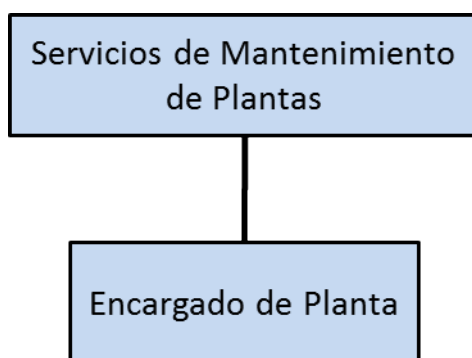 Servicios de Mantenimiento
de Plantas
Encargado de Planta